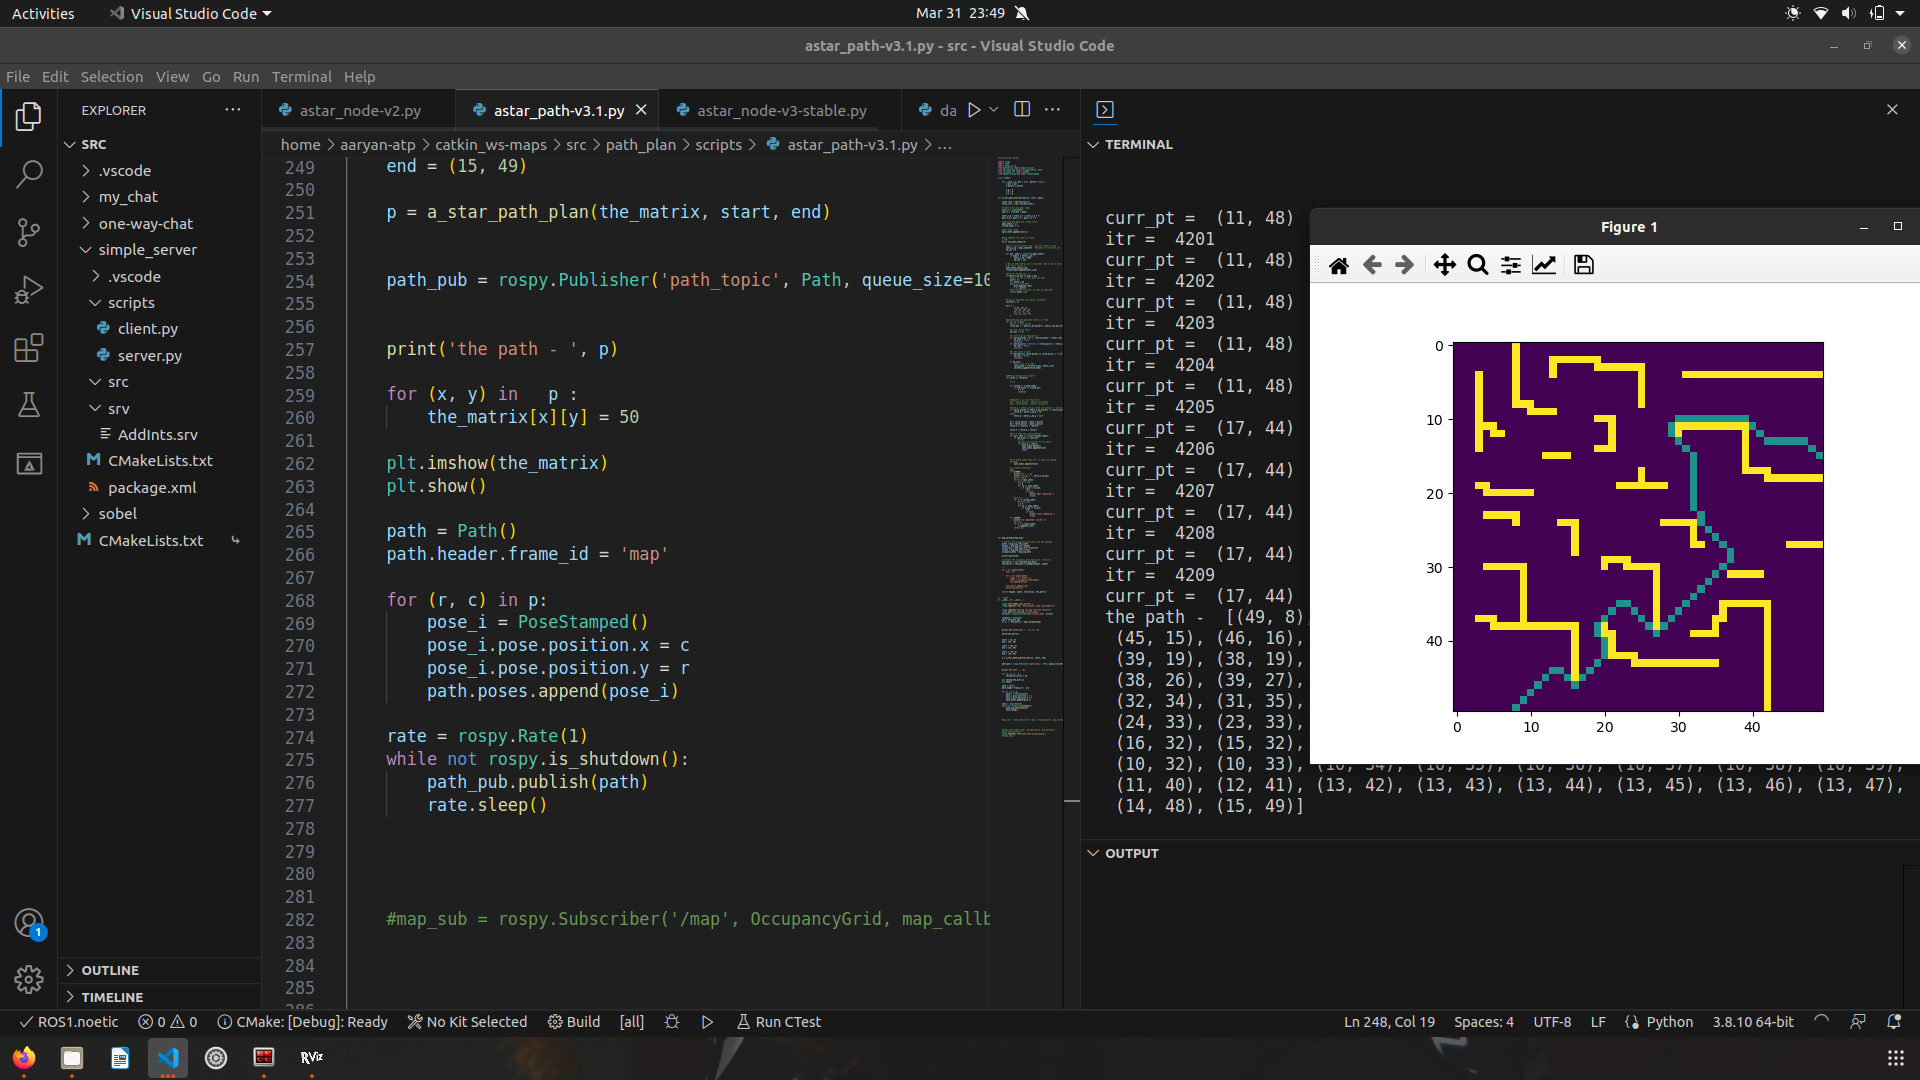 Activities
Visual Studio Code
Mar 31 23:49
astar_path-v3.1.py - src - Visual Studio Code
File Edit Selection View Go Run Terminal Help
EXPLORER
SRC
.vscode
my_chat
one-way-chat
simple_server
.vscode
scripts
client.py
server.py
src
srv
AddInts.srv
CMakeLists.txt
package.xml
sobel
CMakeLists.txt
OUTLINE
TIMELINE
astar_node-v2.py
astar_path-v3.1.py
astar_node-v3-stable.py
da
home > aaryan-atp > catkin_ws-maps > src > path_plan > scripts > astar_path-v3.1.py > ...
249 end = (15, 49)
250
251 p = a_star_path_plan(the_matrix, start, end)
252
253
254 path_pub = rospy.Publisher('path_topic', Path, queue_size=10
255
256
257 print('the path - ', p)
258
259 for (x, y) in   p :
260 the_matrix[x][y] = 50
261
262 plt.imshow(the_matrix)
263 plt.show()
264
265 path = Path()
266 path.header.frame_id = 'map'
267
268 for (r, c) in p:
269 pose_i = PoseStamped()
270 pose_i.pose.position.x = c
271 pose_i.pose.position.y = r
272 path.poses.append(pose_i)
273
274 rate = rospy.Rate(1)
275 while not rospy.is_shutdown():
276 path_pub.publish(path)
277 rate.sleep()
278
279
280
281
282 #map_sub = rospy.Subscriber('/map', OccupancyGrid, map_callb
283
284
285
TERMINAL
curr_pt =  (11, 48)
itr =  4201
curr_pt =  (11, 48)
itr =  4202
curr_pt =  (11, 48)
itr =  4203
curr_pt =  (11, 48)
itr =  4204
curr_pt =  (11, 48)
itr =  4205
curr_pt =  (17, 44)
itr =  4206
curr_pt =  (17, 44)
itr =  4207
curr_pt =  (17, 44)
itr =  4208
curr_pt =  (17, 44)
itr =  4209
curr_pt =  (17, 44)
the path -  [(49, 8),
(45, 15), (46, 16),
(39, 19), (38, 19),
(38, 26), (39, 27),
(32, 34), (31, 35),
(24, 33), (23, 33),
(16, 32), (15, 32),
(10, 32), (10, 33), (10, 34), (10, 35), (10, 36), (10, 37), (10, 38), (10, 39),
(11, 40), (12, 41), (13, 42), (13, 43), (13, 44), (13, 45), (13, 46), (13, 47),
(14, 48), (15, 49)]
Figure 1
0
10
20
30
40
0 10 20 30 40
OUTPUT
ROS1.noetic 0 0 CMake: [Debug]: Ready No Kit Selected Build [all] Run CTest
Ln 248, Col 19 Spaces: 4 UTF-8 LF Python 3.8.10 64-bit
1
RViz